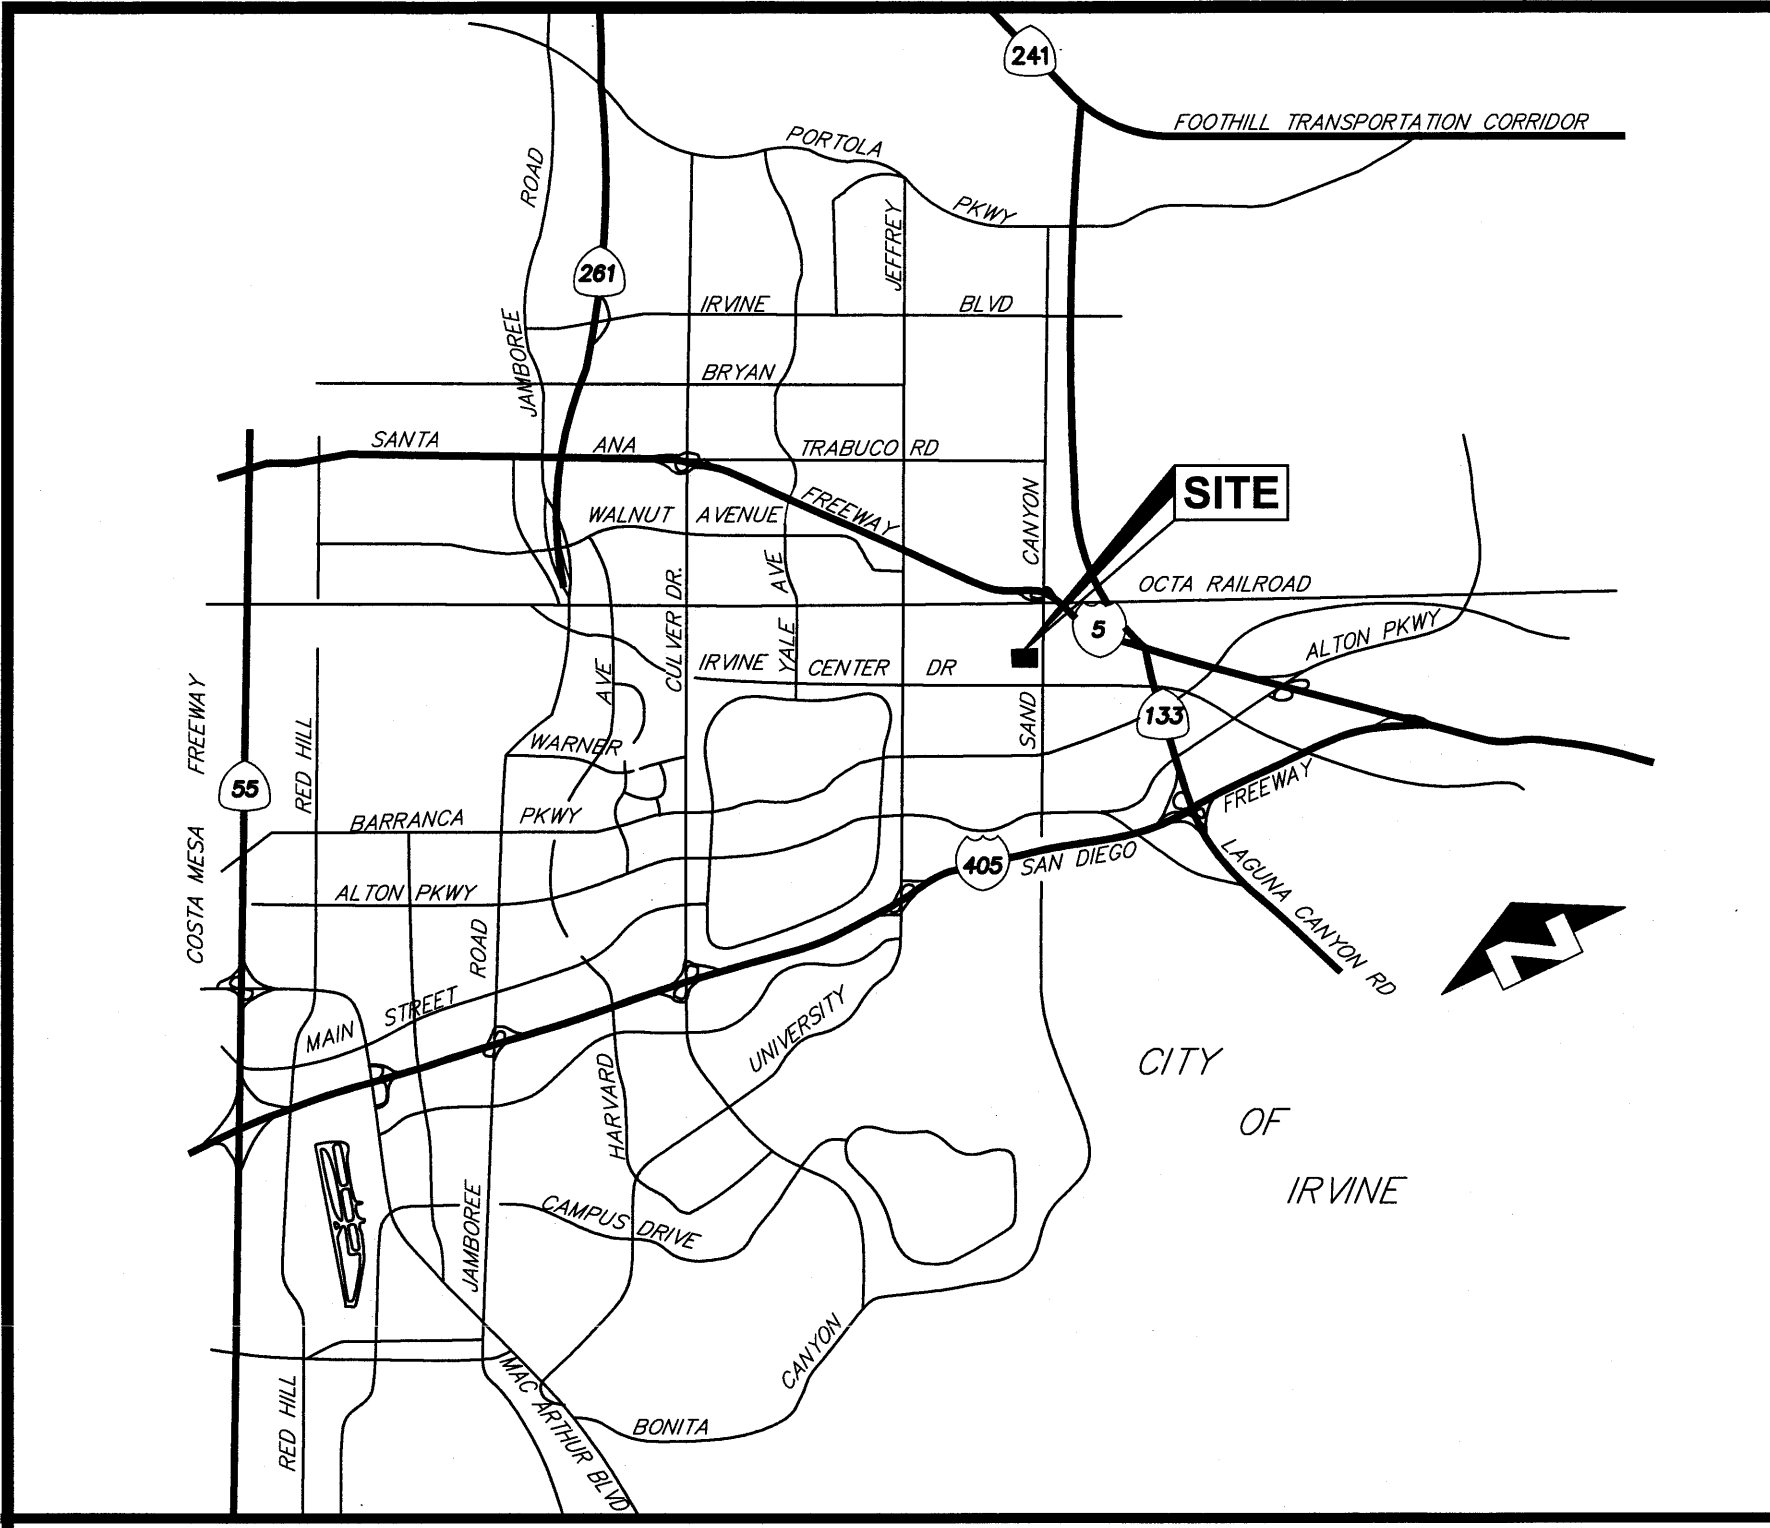 241
FOOTHILL TRANSPORTATION CORRIDOR
PORTOLA
PKWY
ROAD
JEFFREY
261
IRVINE BLVD
JAMBOREE
BRYAN
SANTA ANA
TRABUCO RD
FREEWAY
SITE
WALNUT AVENUE
CANYON
YALE AVE
CULVER DR.
OCTA RAILROAD
5
ALTON PKWY
IRVINE CENTER DR
AVE
SAND
133
COSTA MESA FREEWAY
RED HILL
WARNER
55
BARRANCA PKWY
FREEWAY
405
SAN DIEGO
LAGUNA CANYON RD
ALTON PKWY
ROAD
N
MAIN STREET
UNIVERSITY
HARVARD
CITY
OF
IRVINE
JAMBOREE
CAMPUS DRIVE
CANYON
BONITA
MAC ARTHUR BLVD
RED HILL